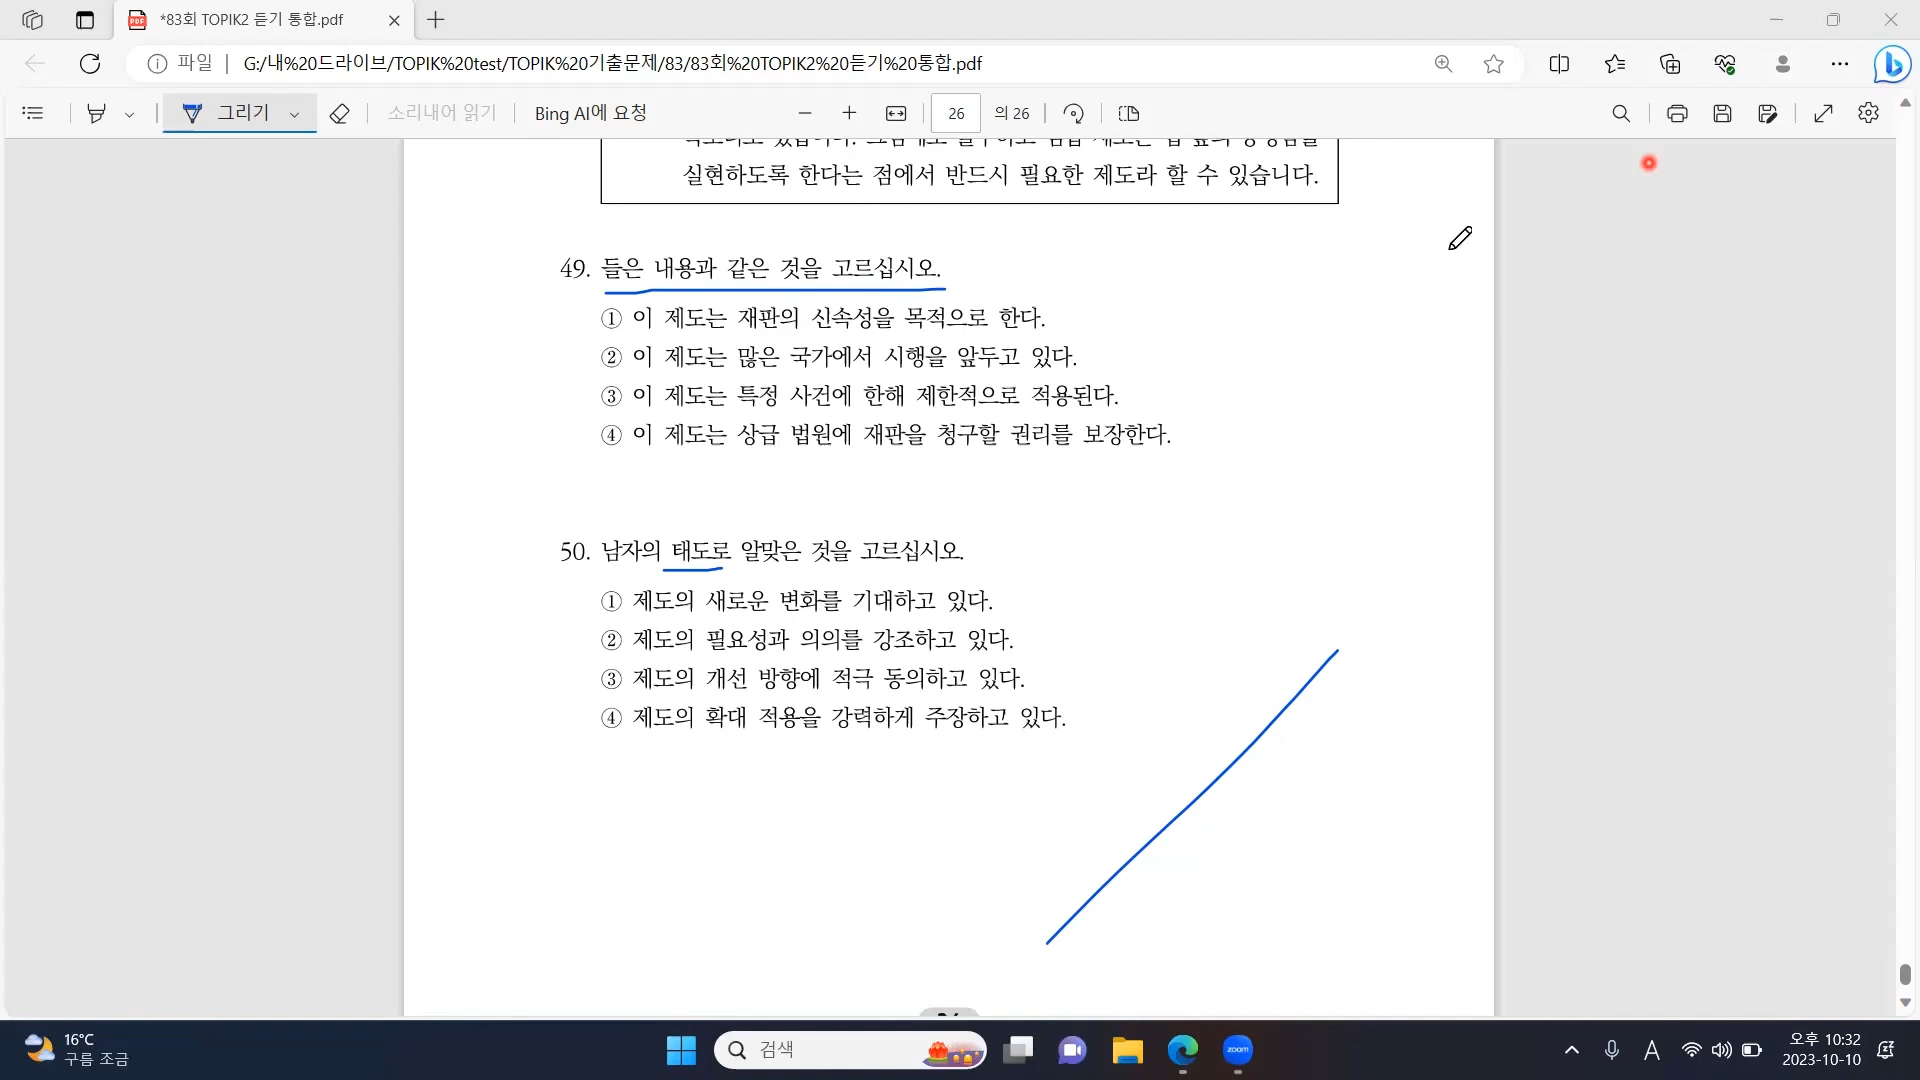 *83회 TOPIK2 듣기 통합.pdf
파일 G:/내%20드라이브/TOPIK%20test/TOPIK%20기출문제/83/83회%20TOPIK2%20듣기%20통합.pdf
그리기 소리내어 읽기 Bing AI에 요청 26 의 26
실현하도록 한다는 점에서 반드시 필요한 제도라 할 수 있습니다.
49. 들은 내용과 같은 것을 고르십시오.
① 이 제도는 재판의 신속성을 목적으로 한다.
② 이 제도는 많은 국가에서 시행을 앞두고 있다.
③ 이 제도는 특정 사건에 한해 제한적으로 적용된다.
④ 이 제도는 상급 법원에 재판을 청구할 권리를 보장한다.
50. 남자의 태도로 알맞은 것을 고르십시오.
① 제도의 새로운 변화를 기대하고 있다.
② 제도의 필요성과 의의를 강조하고 있다.
③ 제도의 개선 방향에 적극 동의하고 있다.
④ 제도의 확대 적용을 강력하게 주장하고 있다.
16°C
구름 조금
검색
zoom
A
오후 10:32
2023-10-10